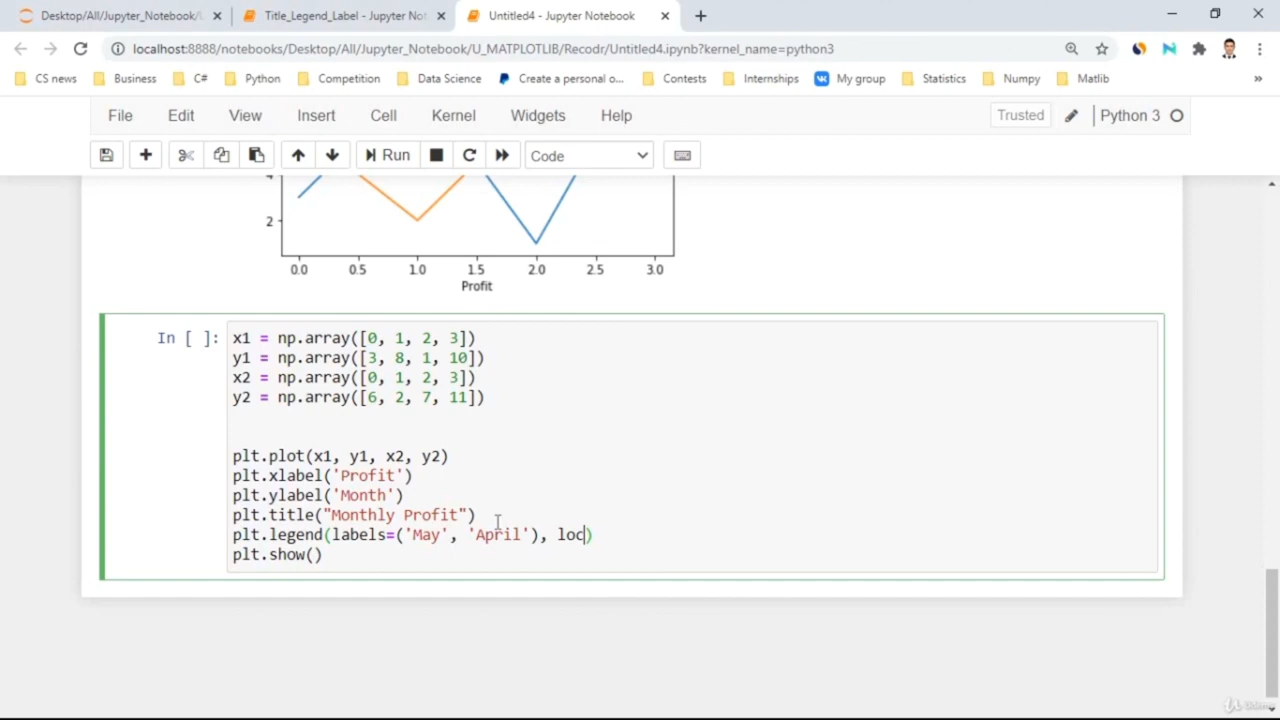 Desktop/All/Jupyter_Notebook/
Title_Legend_Label - Jupyter Not
Untitled4 - Jupyter Notebook
localhost:8888/notebooks/Desktop/All/Jupyter_Notebook/U_MATPLOTLIB/Recodr/Untitled4.ipynb?kernel_name=python3
CS news Business C# Python Competition Data Science Create a personal o... Contests Internships My group Statistics Numpy Matlib »
File Edit View Insert Cell Kernel Widgets Help Trusted Python 3
Run Code
4
2
0.0 0.5 1.0 1.5 2.0 2.5 3.0
Profit
In [ ]: x1 = np.array([0, 1, 2, 3])
y1 = np.array([3, 8, 1, 10])
x2 = np.array([0, 1, 2, 3])
y2 = np.array([6, 2, 7, 11])
plt.plot(x1, y1, x2, y2)
plt.xlabel('Profit')
plt.ylabel('Month')
plt.title("Monthly Profit")
plt.legend(labels=('May', 'April'), loc)
plt.show()
Udemy